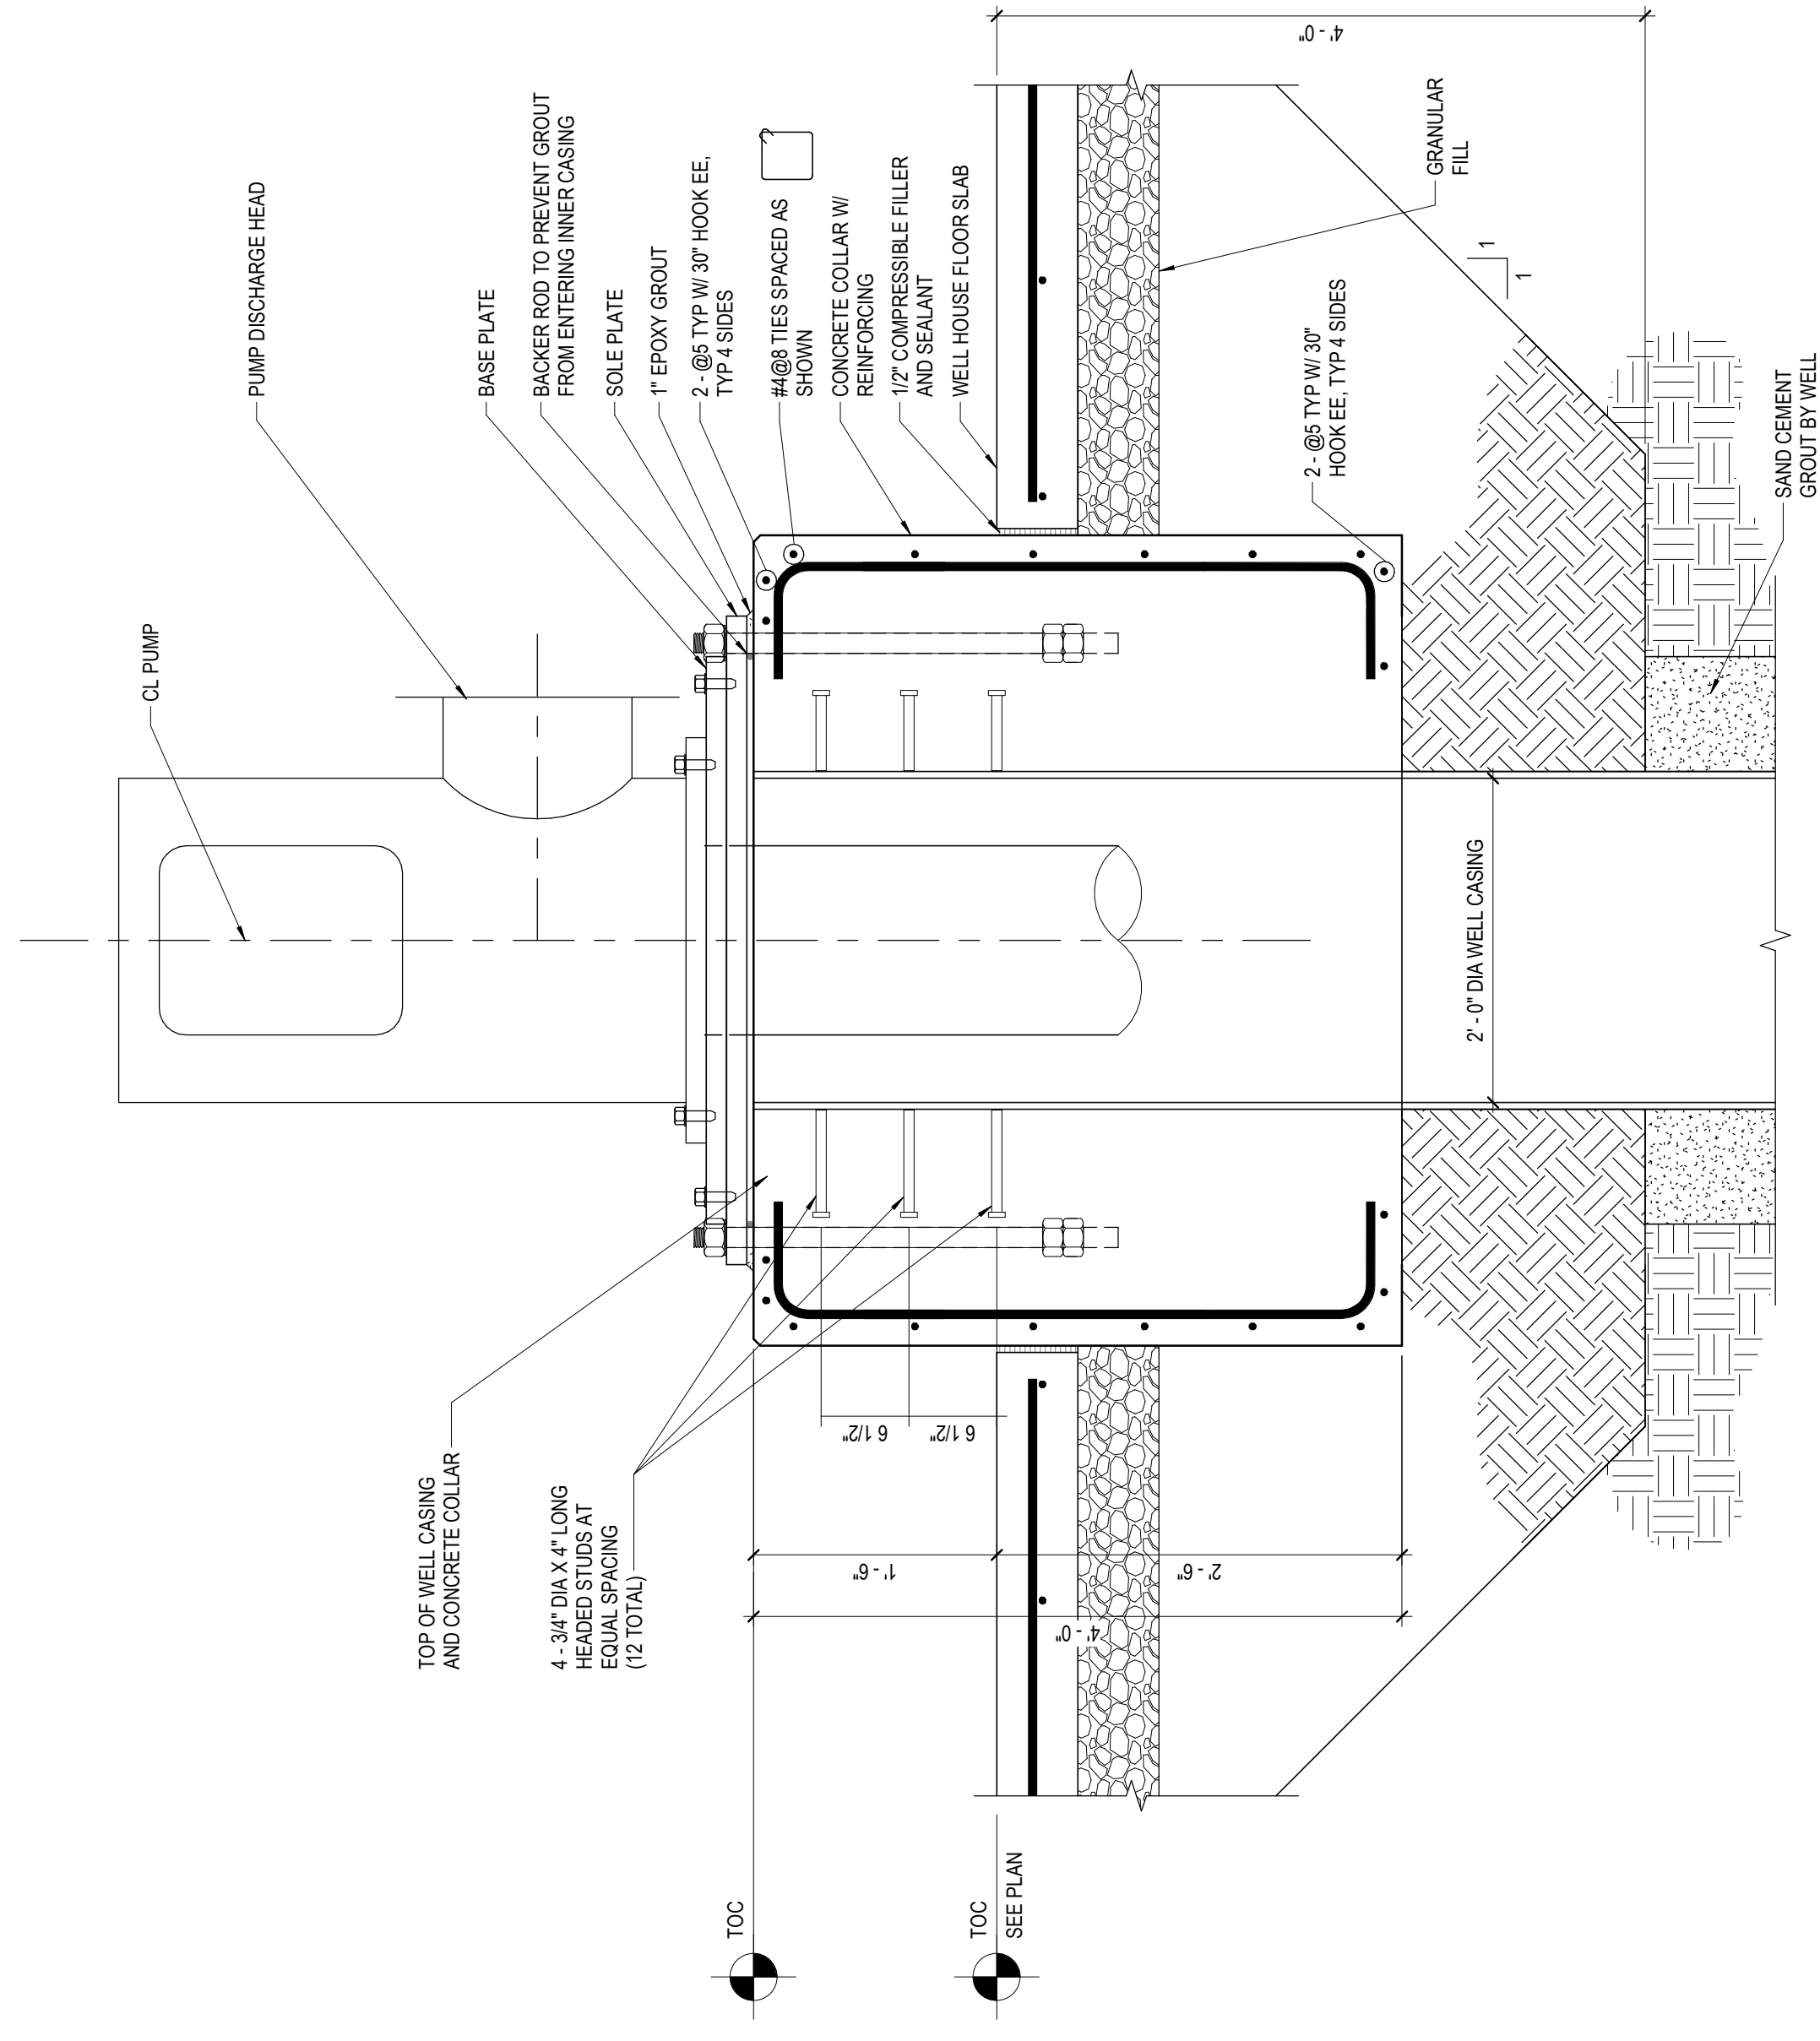 CL PUMP
PUMP DISCHARGE HEAD
BASE PLATE
BACKER ROD TO PREVENT GROUT
FROM ENTERING INNER CASING
SOLE PLATE
1" EPOXY GROUT
2 - @5 TYP W/ 30" HOOK EE,
TYP 4 SIDES
#4@8 TIES SPACED AS
SHOWN
CONCRETE COLLAR W/
REINFORCING
1/2" COMPRESSIBLE FILLER
AND SEALANT
WELL HOUSE FLOOR SLAB
4' - 0"
GRANULAR
FILL
1
1
2 - @5 TYP W/ 30"
HOOK EE, TYP 4 SIDES
SAND CEMENT
GROUT BY WELL
2' - 0" DIA WELL CASING
TOP OF WELL CASING
AND CONCRETE COLLAR
4 - 3/4" DIA X 4" LONG
HEADED STUDS AT
EQUAL SPACING
(12 TOTAL)
6 1/2"
6 1/2"
1' - 6"
2' - 6"
4' - 0"
TOC
TOC
SEE PLAN